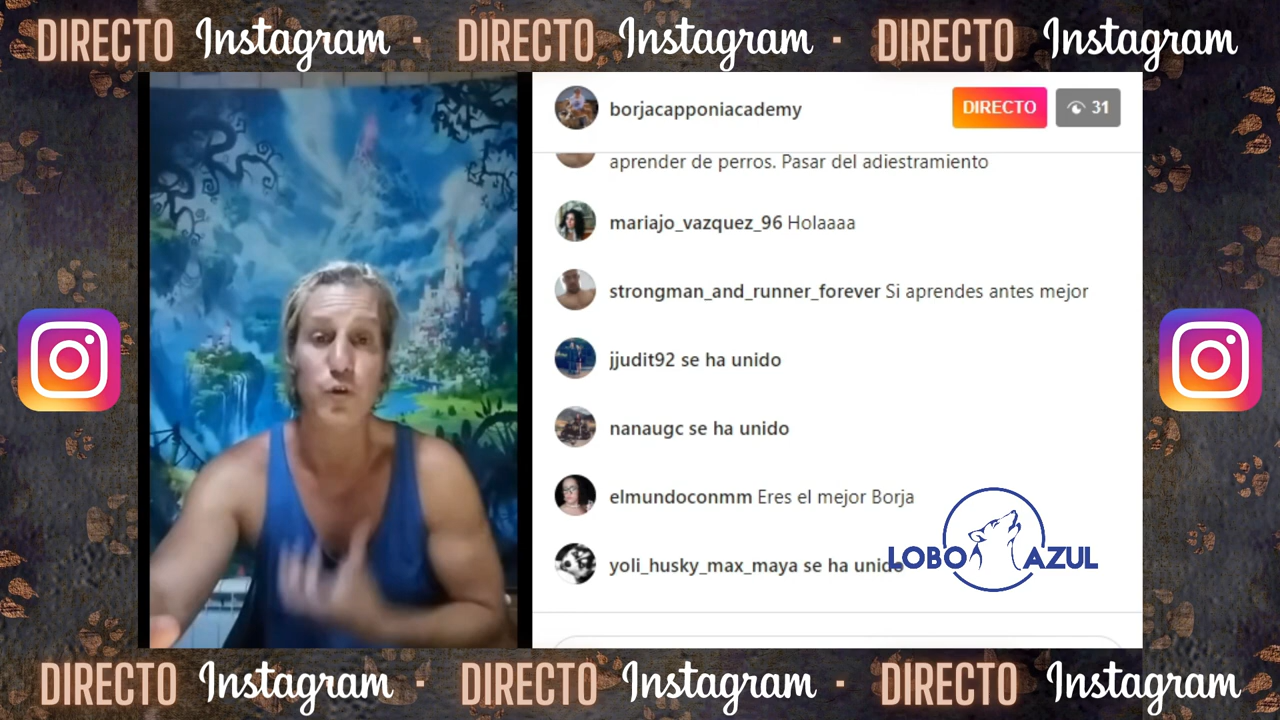 DIRECTO Instagram · DIRECTO Instagram · DIRECTO Instagram
borjacapponiacademy
DIRECTO
31
aprender de perros. Pasar del adiestramiento
mariajo_vazquez_96 Holaaaa
strongman_and_runner_forever Si aprendes antes mejor
jjudit92 se ha unido
nanaugc se ha unido
elmundoconmm Eres el mejor Borja
yoli_husky_max_maya se ha unido
LOBO AZUL
DIRECTO Instagram · DIRECTO Instagram · DIRECTO Instagram